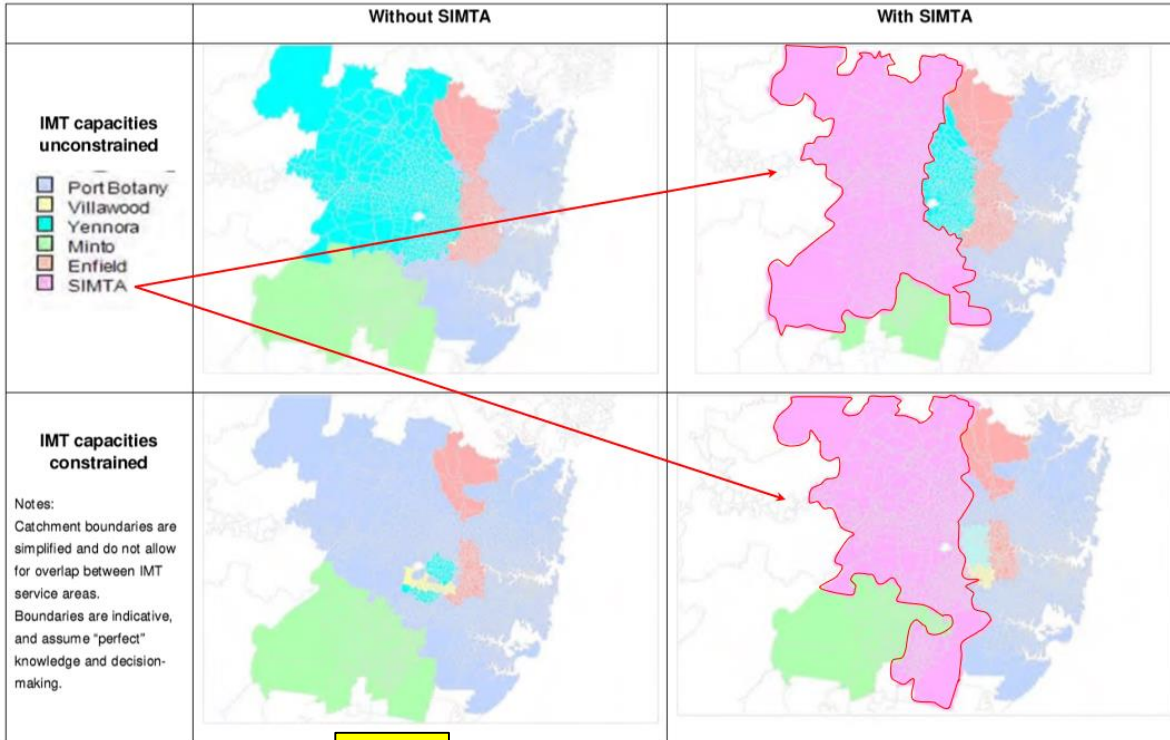 Without SIMTA
With SIMTA
IMT capacities
unconstrained
Port Botany
Villawood
Yennora
Minto
Enfield
SIMTA
IMT capacities
constrained
Notes:
Catchment boundaries are
simplified and do not allow
for overlap between IMT
service areas.
Boundaries are indicative,
and assume “perfect”
knowledge and decision-
making.